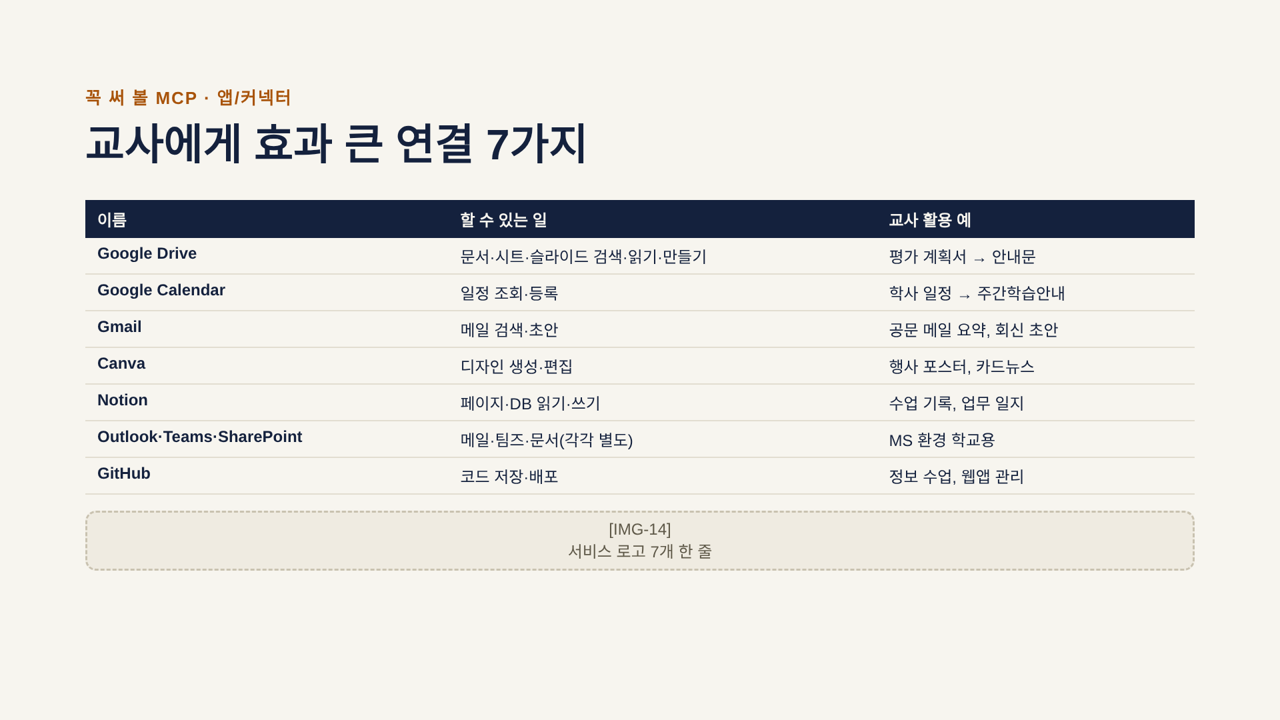 꼭 써 볼 MCP · 앱/커넥터
교사에게 효과 큰 연결 7가지
이름 할 수 있는 일 교사 활용 예
Google Drive 문서·시트·슬라이드 검색·읽기·만들기 평가 계획서 → 안내문
Google Calendar 일정 조회·등록 학사 일정 → 주간학습안내
Gmail 메일 검색·초안 공문 메일 요약, 회신 초안
Canva 디자인 생성·편집 행사 포스터, 카드뉴스
Notion 페이지·DB 읽기·쓰기 수업 기록, 업무 일지
Outlook·Teams·SharePoint 메일·팀즈·문서(각각 별도) MS 환경 학교용
GitHub 코드 저장·배포 정보 수업, 웹앱 관리
[IMG-14]
서비스 로고 7개 한 줄